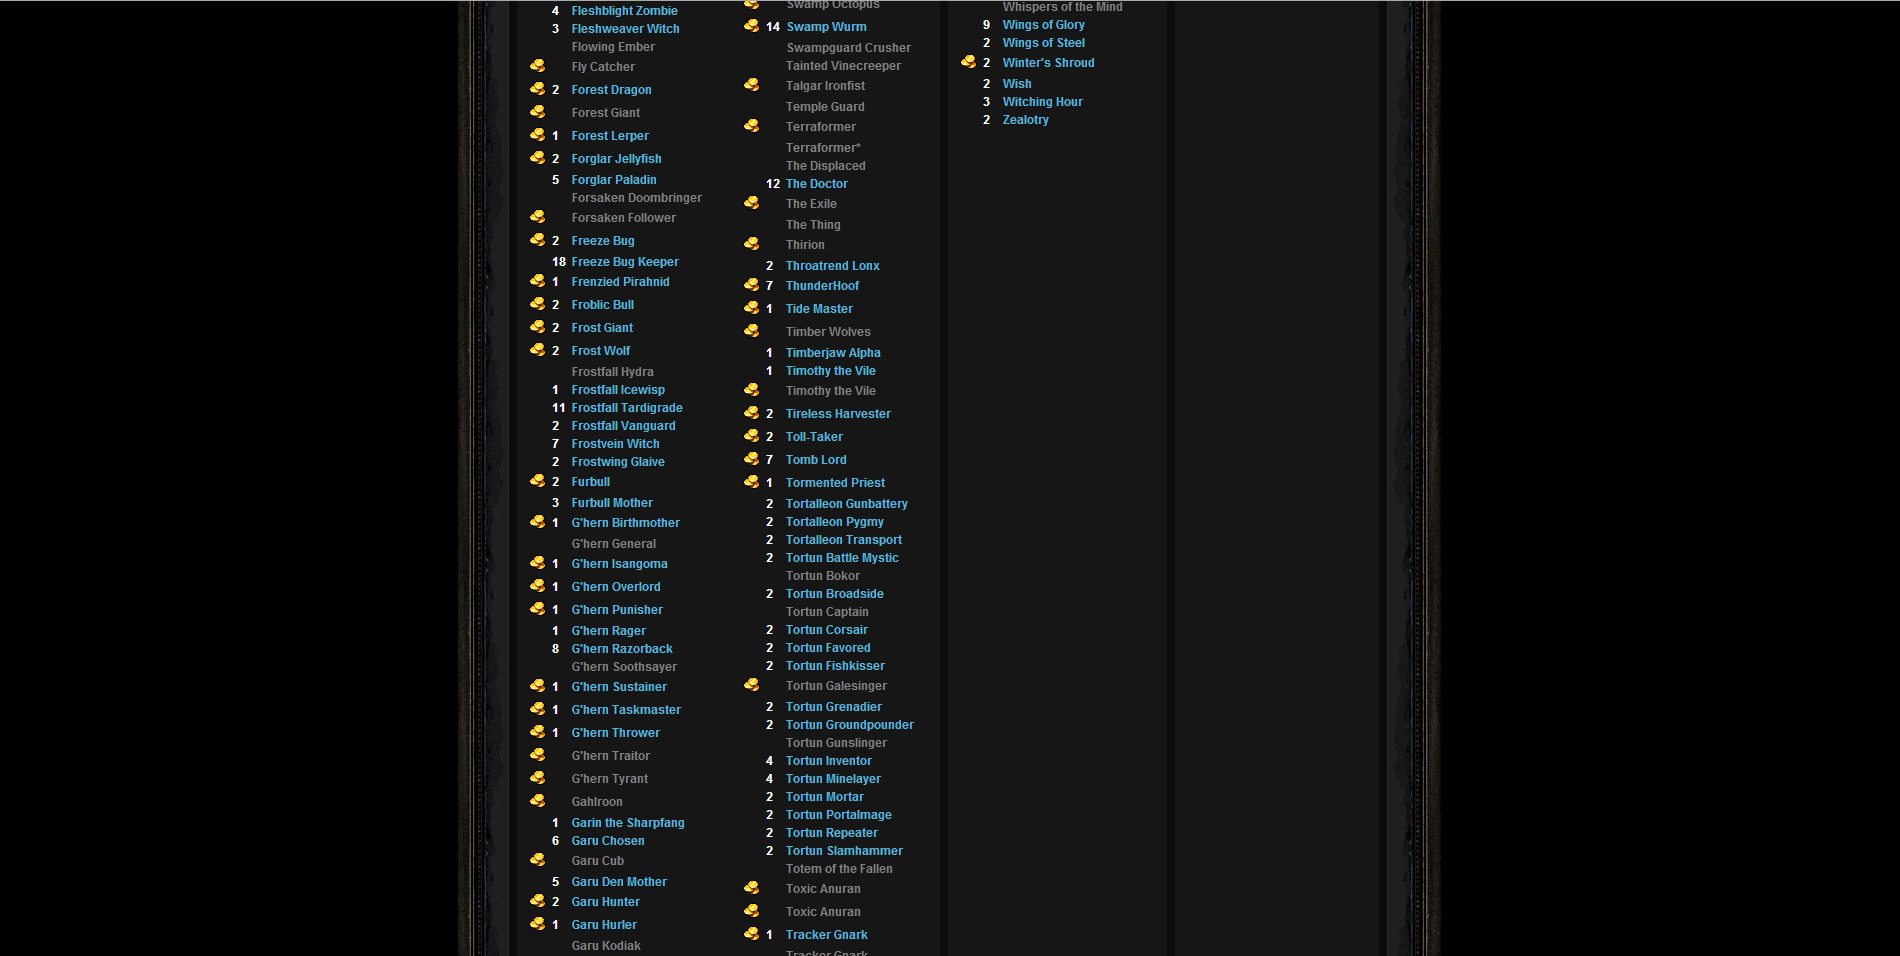 4 Fleshblight Zombie
3 Fleshweaver Witch
Flowing Ember
Fly Catcher
2 Forest Dragon
Forest Giant
1 Forest Lerper
2 Forglar Jellyfish
5 Forglar Paladin
Forsaken Doombringer
Forsaken Follower
2 Freeze Bug
18 Freeze Bug Keeper
1 Frenzied Pirahnid
2 Froblic Bull
2 Frost Giant
2 Frost Wolf
Frostfall Hydra
1 Frostfall Icewisp
11 Frostfall Tardigrade
2 Frostfall Vanguard
7 Frostvein Witch
2 Frostwing Glaive
2 Furbull
3 Furbull Mother
1 G'hern Birthmother
G'hern General
1 G'hern Isangoma
1 G'hern Overlord
1 G'hern Punisher
1 G'hern Rager
8 G'hern Razorback
G'hern Soothsayer
1 G'hern Sustainer
1 G'hern Taskmaster
1 G'hern Thrower
G'hern Traitor
G'hern Tyrant
Gahlroon
1 Garin the Sharpfang
6 Garu Chosen
Garu Cub
5 Garu Den Mother
2 Garu Hunter
1 Garu Hurler
Garu Kodiak
Swamp Octopus
14 Swamp Wurm
Swampguard Crusher
Tainted Vinecreeper
Talgar Ironfist
Temple Guard
Terraformer
Terraformer*
The Displaced
12 The Doctor
The Exile
The Thing
Thirion
2 Throatrend Lonx
7 ThunderHoof
1 Tide Master
Timber Wolves
1 Timberjaw Alpha
1 Timothy the Vile
Timothy the Vile
2 Tireless Harvester
2 Toll-Taker
7 Tomb Lord
1 Tormented Priest
2 Tortalleon Gunbattery
2 Tortalleon Pygmy
2 Tortalleon Transport
2 Tortun Battle Mystic
Tortun Bokor
2 Tortun Broadside
Tortun Captain
2 Tortun Corsair
2 Tortun Favored
2 Tortun Fishkisser
Tortun Galesinger
2 Tortun Grenadier
2 Tortun Groundpounder
Tortun Gunslinger
4 Tortun Inventor
4 Tortun Minelayer
2 Tortun Mortar
2 Tortun Portalmage
2 Tortun Repeater
2 Tortun Slamhammer
Totem of the Fallen
Toxic Anuran
Toxic Anuran
1 Tracker Gnark
Tracker Gnark
Whispers of the Mind
9 Wings of Glory
2 Wings of Steel
2 Winter's Shroud
2 Wish
3 Witching Hour
2 Zealotry